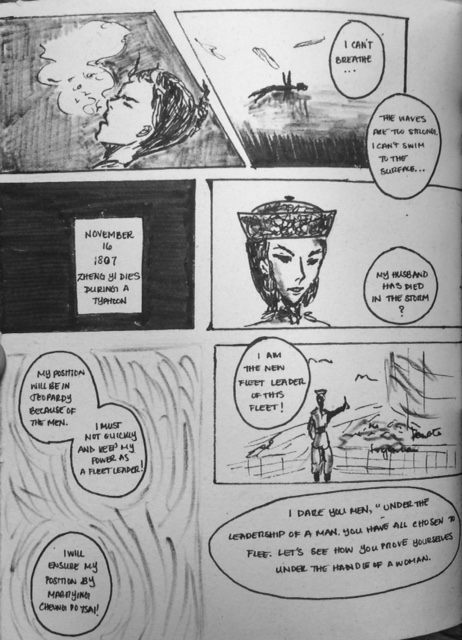 I CAN'T
BREATHE
...
THE WAVES
ARE TOO STRONG.
I CAN'T SWIM
TO THE
SURFACE...
NOVEMBER
16
1807
ZHENG YI DIES
DURING A
TYPHOON
MY HUSBAND
HAS DIED
IN THE STORM
?
MY POSITION
WILL BE IN
JEOPARDY
BECAUSE OF
THE MEN.
I MUST
ACT QUICKLY
AND KEEP MY
POWER AS
A FLEET LEADER!
I WILL
ENSURE MY
POSITION BY
MARRYING
CHEUNG PO TSAI!
I AM
THE NEW
FLEET LEADER
OF THIS
FLEET!
I DARE YOU MEN, "UNDER THE
LEADERSHIP OF A MAN. YOU HAVE ALL CHOSEN TO
FLEE. LET'S SEE HOW YOU PROVE YOURSELVES
UNDER THE HANDLE OF A WOMAN.